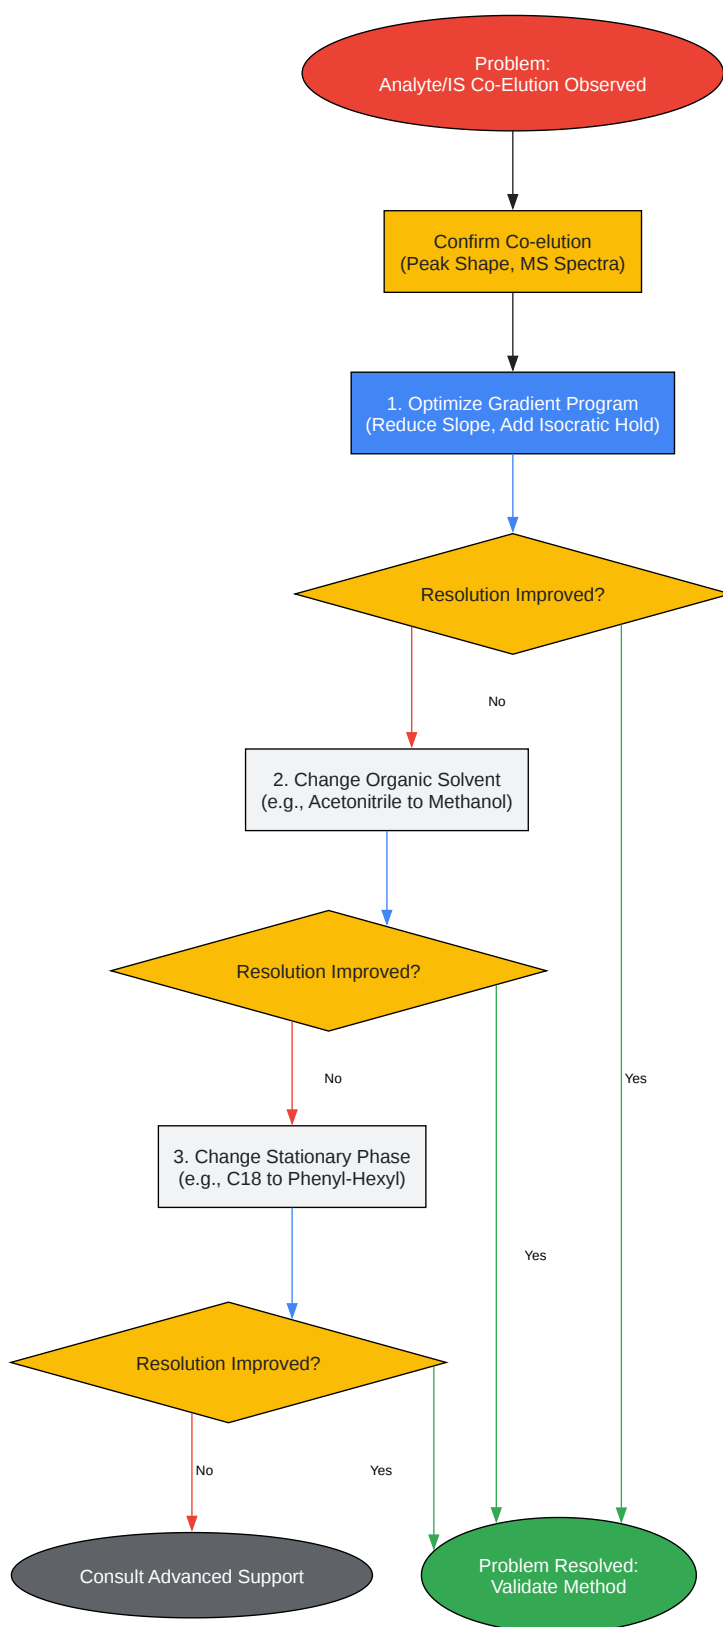 Problem:
Analyte/IS Co-Elution Observed
Confirm Co-elution
(Peak Shape, MS Spectra)
1. Optimize Gradient Program
(Reduce Slope, Add Isocratic Hold)
Resolution Improved?
No
2. Change Organic Solvent
(e.g., Acetonitrile to Methanol)
Resolution Improved?
No
Yes
3. Change Stationary Phase
(e.g., C18 to Phenyl-Hexyl)
Yes
Resolution Improved?
No
Yes
Consult Advanced Support
Problem Resolved:
Validate Method